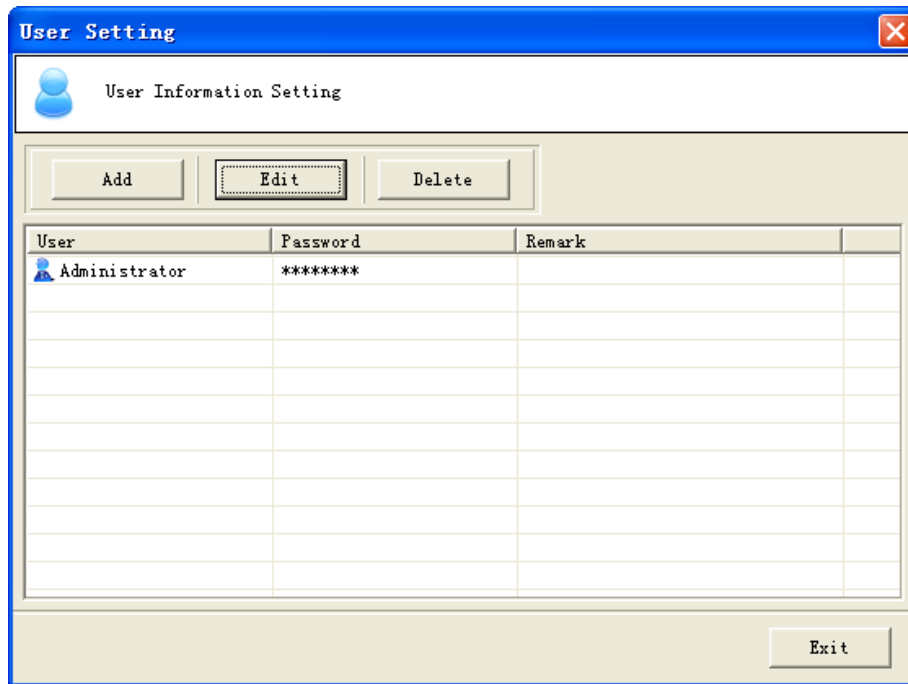 User Setting
User Information Setting
Add Edit Delete
User Password Remark
Administrator ********
Exit